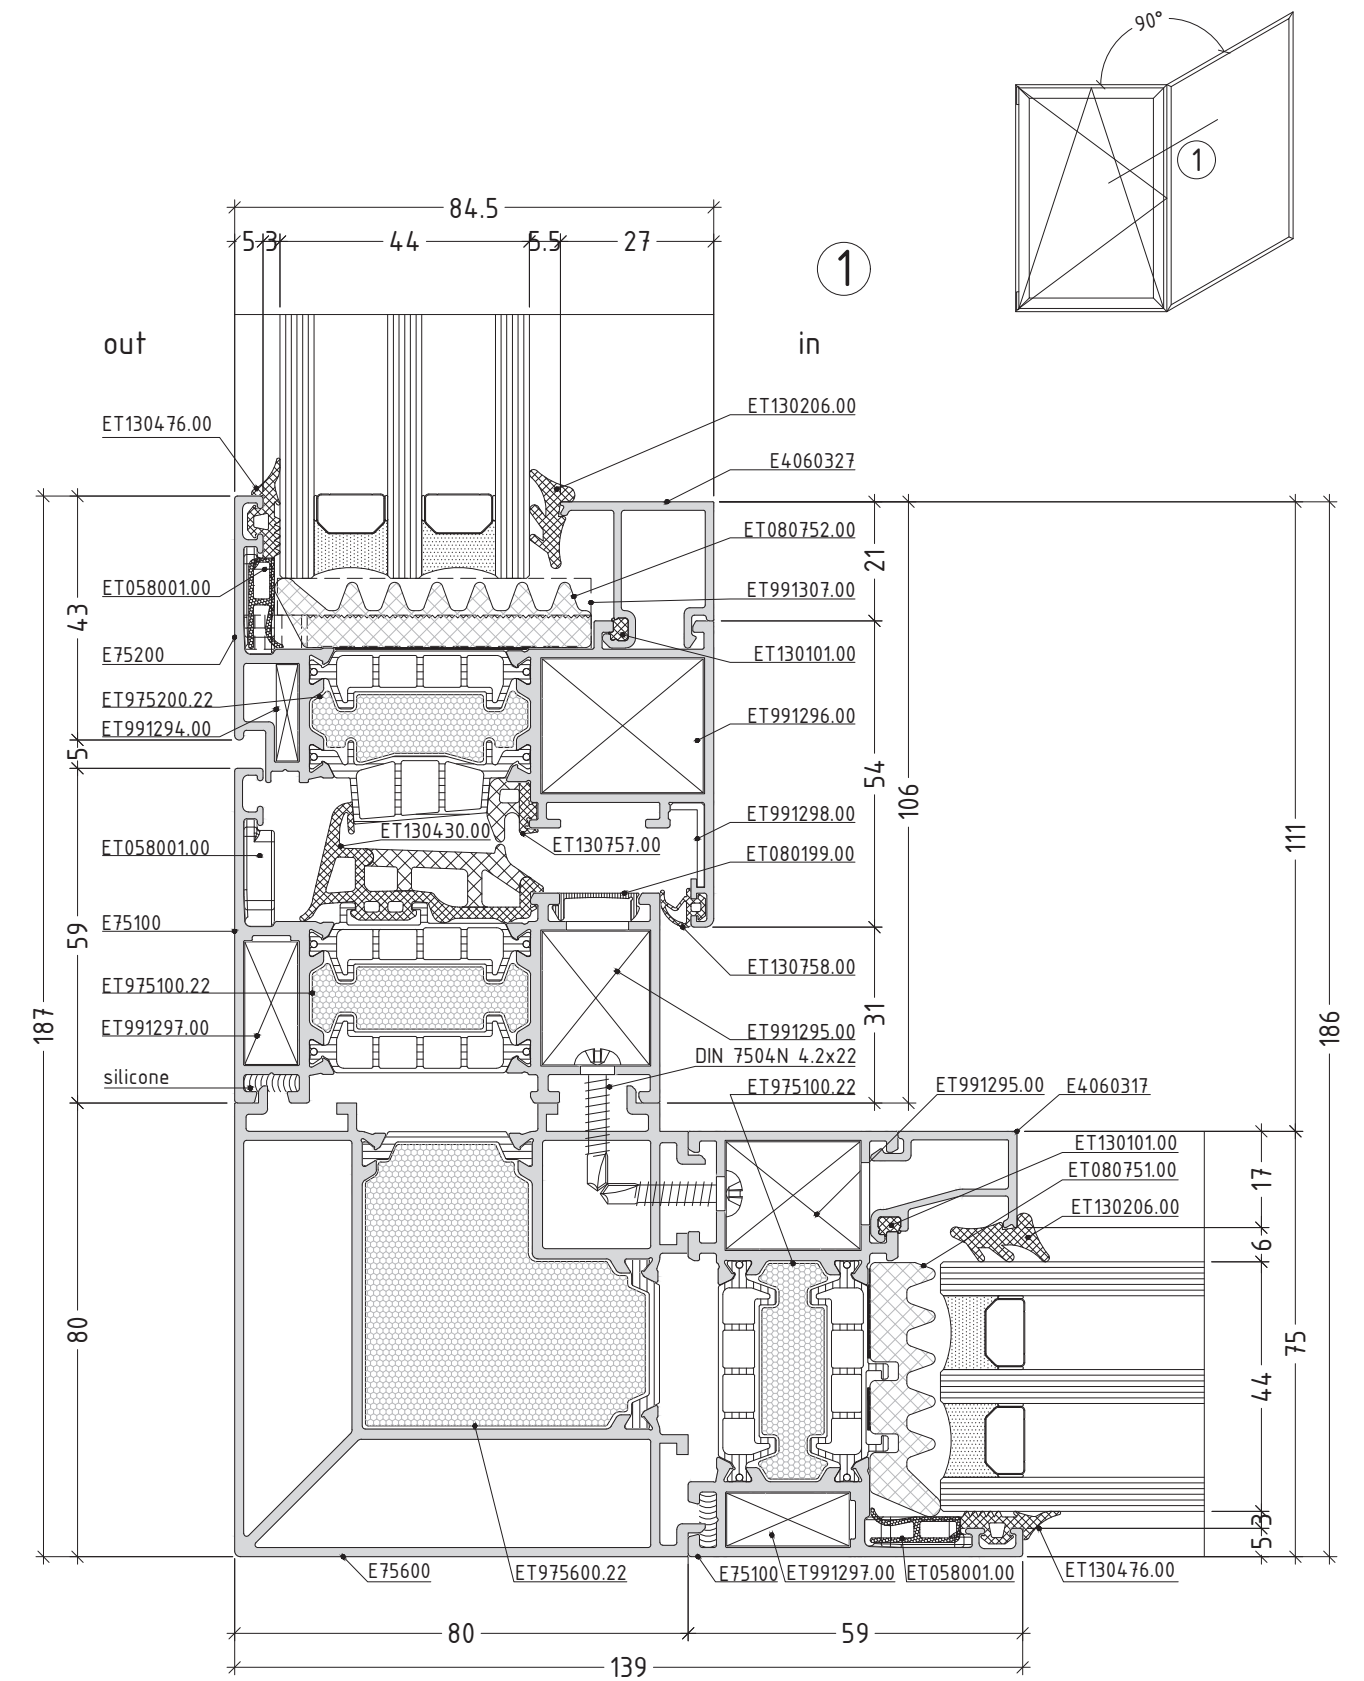 90°
1
84.5
5 3 44 5.5 27
1
out
in
ET130476.00
ET130206.00
E4060327
ET080752.00
ET058001.00
ET991307.00
E75200
ET130101.00
ET975200.22
ET991294.00
ET991296.00
ET991298.00
ET130430.00
ET130757.00
ET058001.00
ET080199.00
E75100
ET130758.00
ET975100.22
ET991297.00
ET991295.00
DIN 7504N 4.2x22
silicone
ET975100.22
ET991295.00
E4060317
ET130101.00
ET080751.00
ET130206.00
43
5
59
187
80
21
54
106
31
111
186
17
6
75
44
3
5
E75600
ET975600.22
E75100
ET991297.00
ET058001.00
ET130476.00
80
59
139